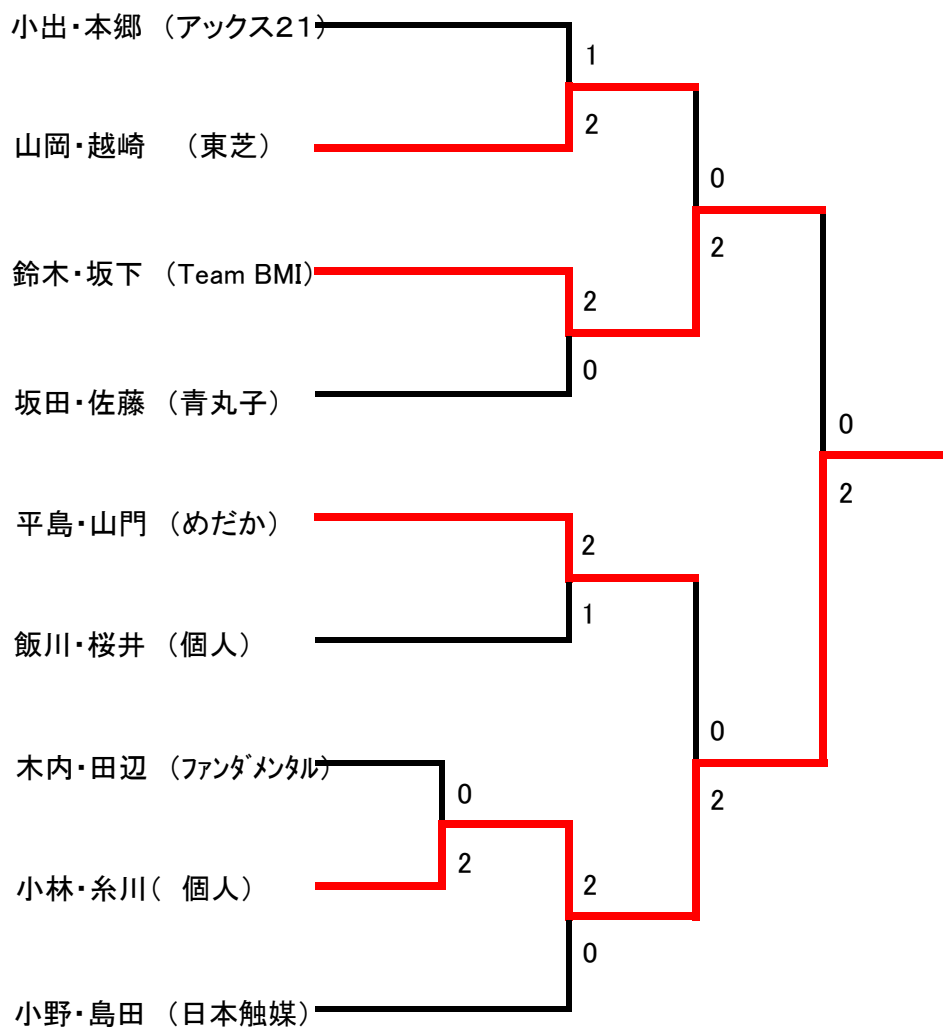 小出・本郷 （アックス２１）
1
2
山岡・越崎 （東芝）
0
2
鈴木・坂下 （Team BMI）
2
0
坂田・佐藤 （青丸子）
0
2
平島・山門 （めだか）
2
1
飯川・桜井 （個人）
0
2
木内・田辺 （ﾌｧﾝﾀﾞﾒﾝﾀﾙ）
0
2
小林・糸川（ 個人）
2
0
小野・島田 （日本触媒）